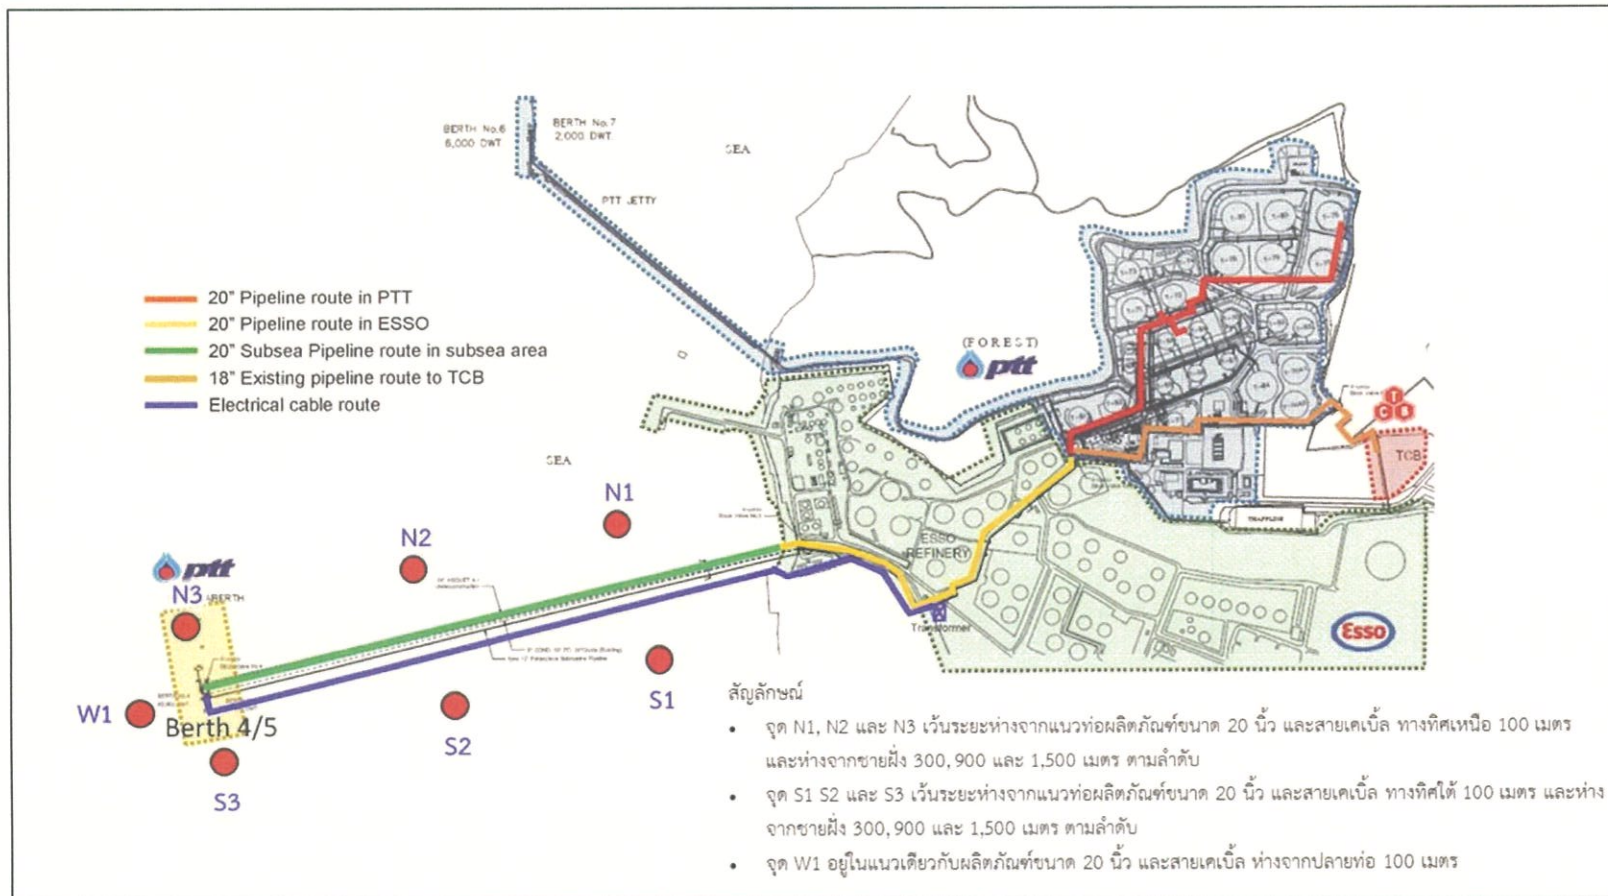 BERTH No.6
6,000 DWT
BERTH No.7
2,000 DWT
SEA
PTT JETTY
20" Pipeline route in PTT
20" Pipeline route in ESSO
20" Subsea Pipeline route in subsea area
18" Existing pipeline route to TCB
Electrical cable route
(FOREST)
ptt
T
C B
TCB
SEA
N1
N2
ptt
N3
BERTH
ESSO
REFINERY
Transformer
Esso
S1
W1
Berth 4/5
S2
S3
สัญลักษณ์
• จุด N1, N2 และ N3 เว้นระยะห่างจากแนวท่อผลิตภัณฑ์ขนาด 20 นิ้ว และสายเคเบิ้ล ทางทิศเหนือ 100 เมตร
และห่างจากชายฝั่ง 300, 900 และ 1,500 เมตร ตามลำดับ
• จุด S1 S2 และ S3 เว้นระยะห่างจากแนวท่อผลิตภัณฑ์ขนาด 20 นิ้ว และสายเคเบิ้ล ทางทิศใต้ 100 เมตร และห่าง
จากชายฝั่ง 300, 900 และ 1,500 เมตร ตามลำดับ
• จุด W1 อยู่ในแนวเดียวกับผลิตภัณฑ์ขนาด 20 นิ้ว และสายเคเบิ้ล ห่างจากปลายท่อ 100 เมตร